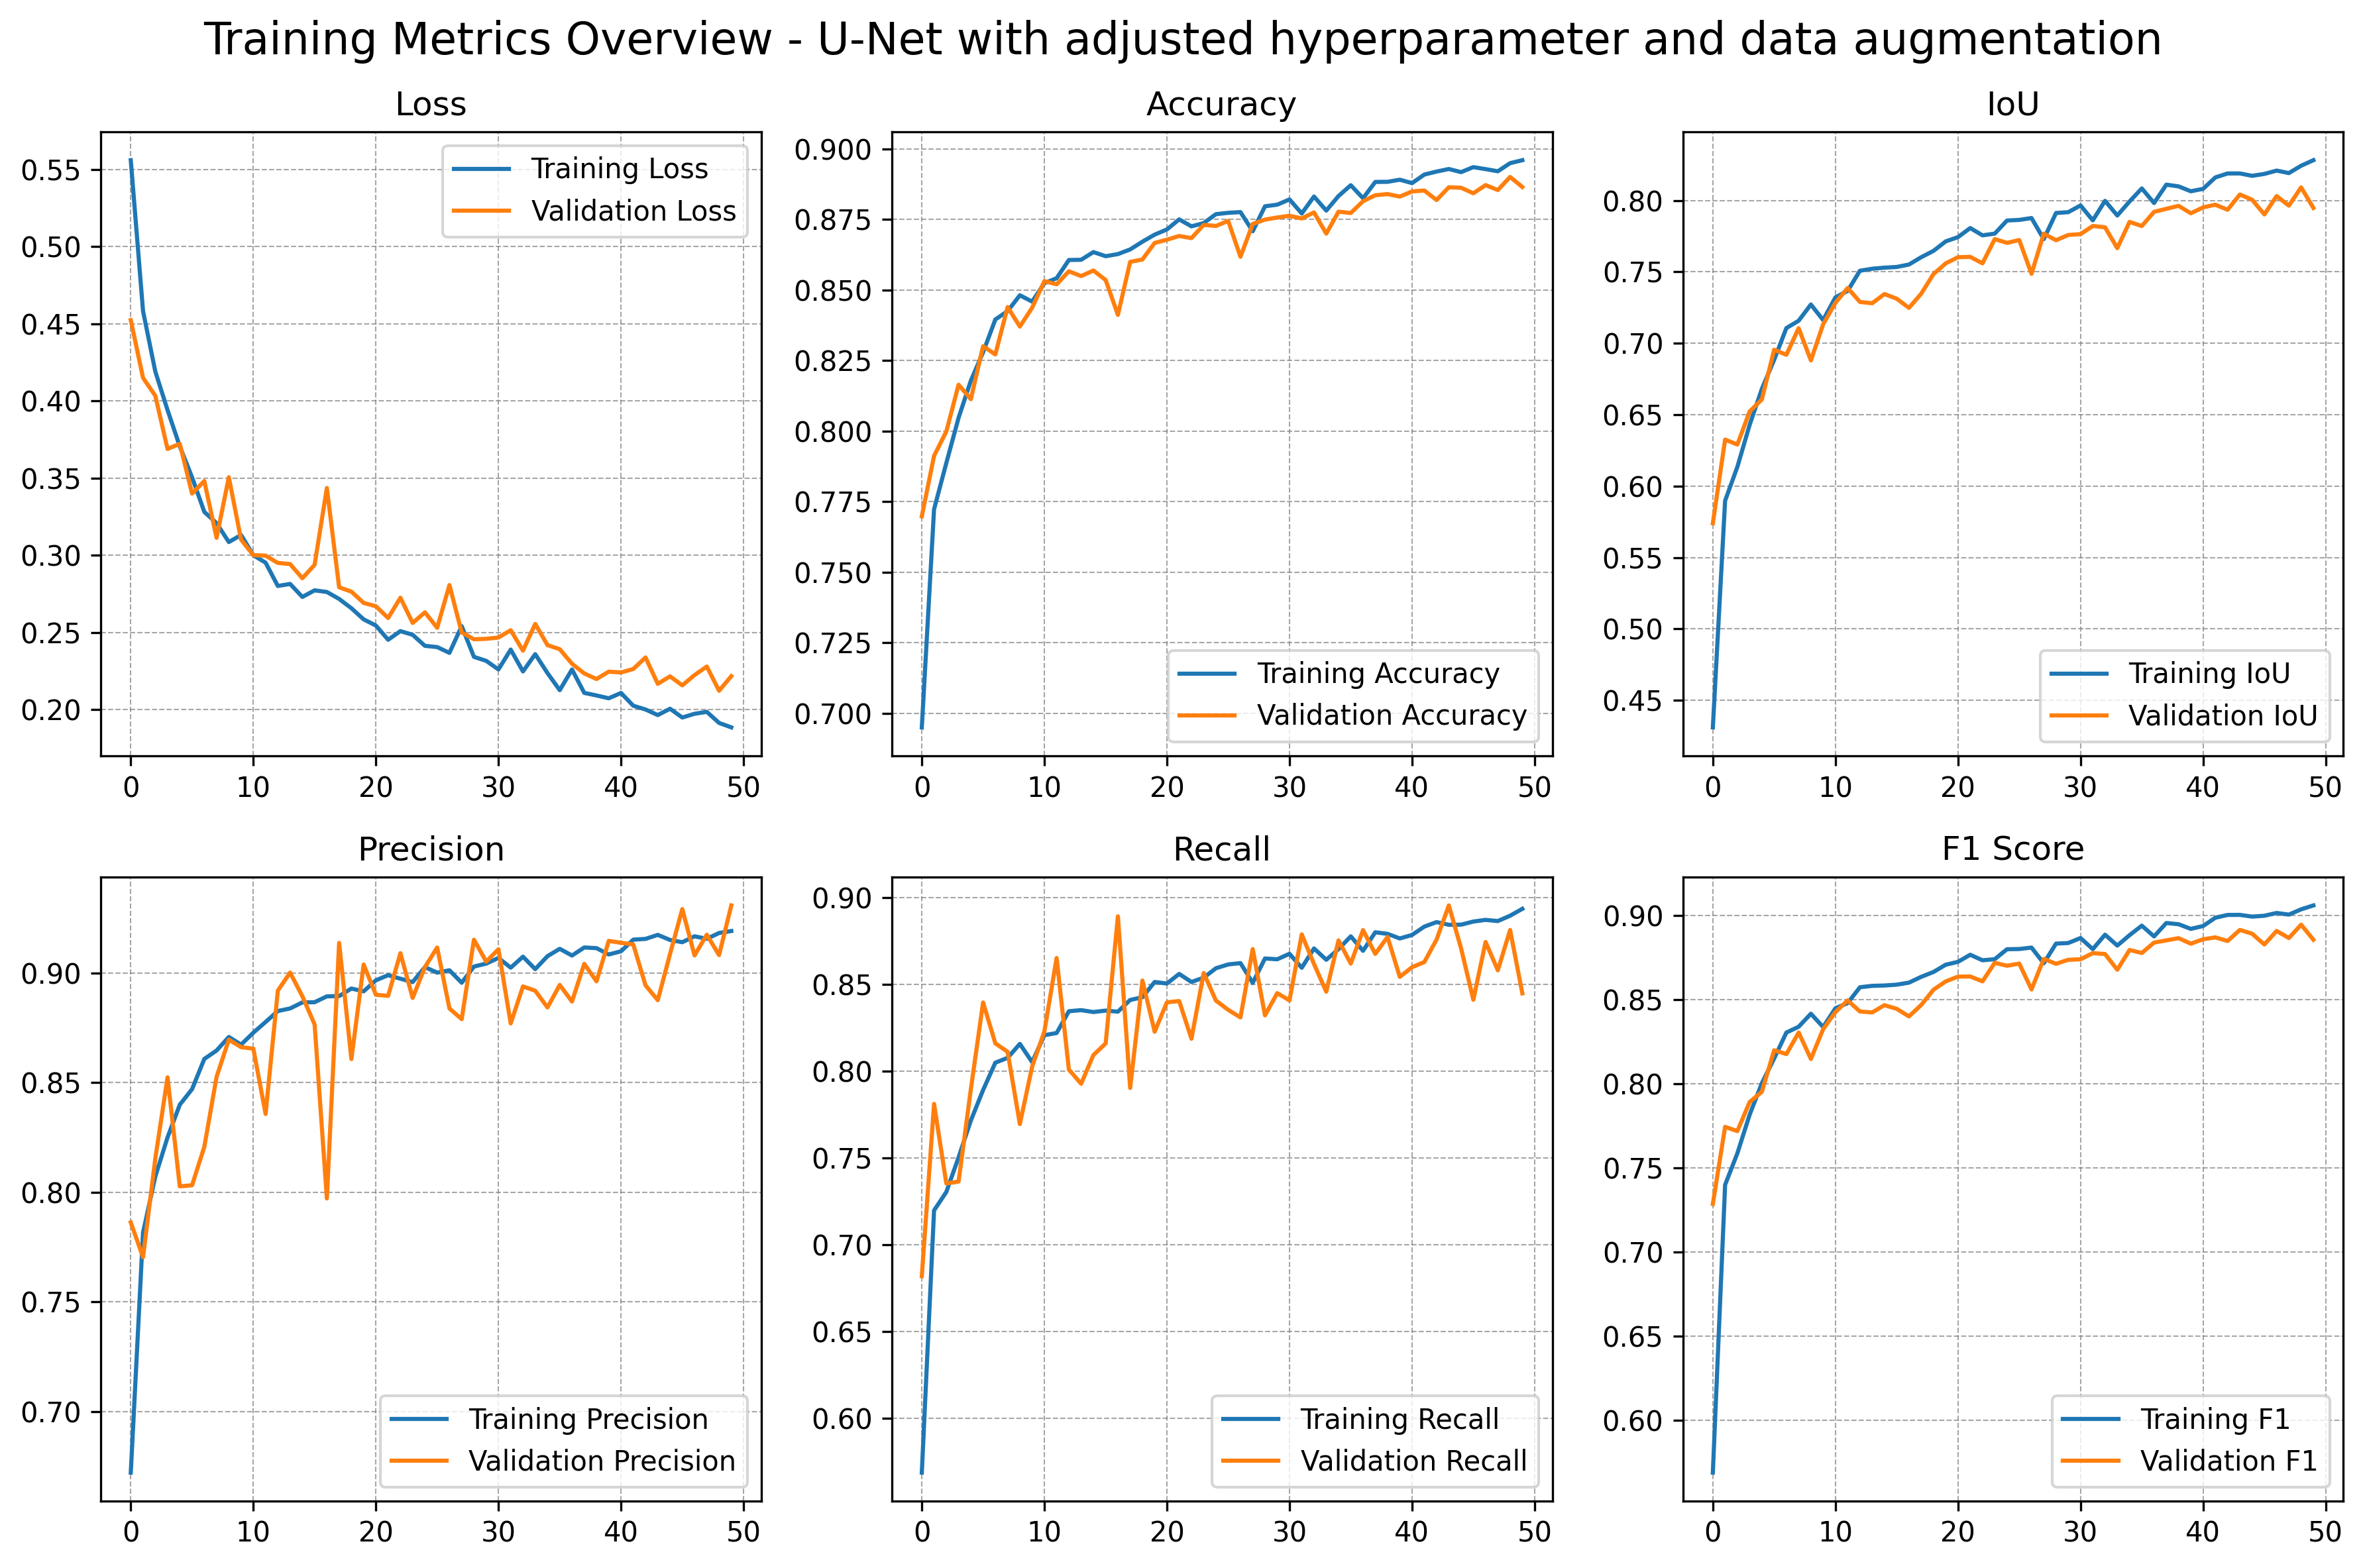 Training Metrics Overview - U-Net with adjusted hyperparameter and data augmentation
Loss
0.55
0.50
0.45
0.40
0.35
0.30
0.25
0.20
0 10 20 30 40 50
Training Loss
Validation Loss
Accuracy
0.900
0.875
0.850
0.825
0.800
0.775
0.750
0.725
0.700
0 10 20 30 40 50
Training Accuracy
Validation Accuracy
IoU
0.80
0.75
0.70
0.65
0.60
0.55
0.50
0.45
0 10 20 30 40 50
Training IoU
Validation IoU
Precision
0.90
0.85
0.80
0.75
0.70
0 10 20 30 40 50
Training Precision
Validation Precision
Recall
0.90
0.85
0.80
0.75
0.70
0.65
0.60
0 10 20 30 40 50
Training Recall
Validation Recall
F1 Score
0.90
0.85
0.80
0.75
0.70
0.65
0.60
0 10 20 30 40 50
Training F1
Validation F1